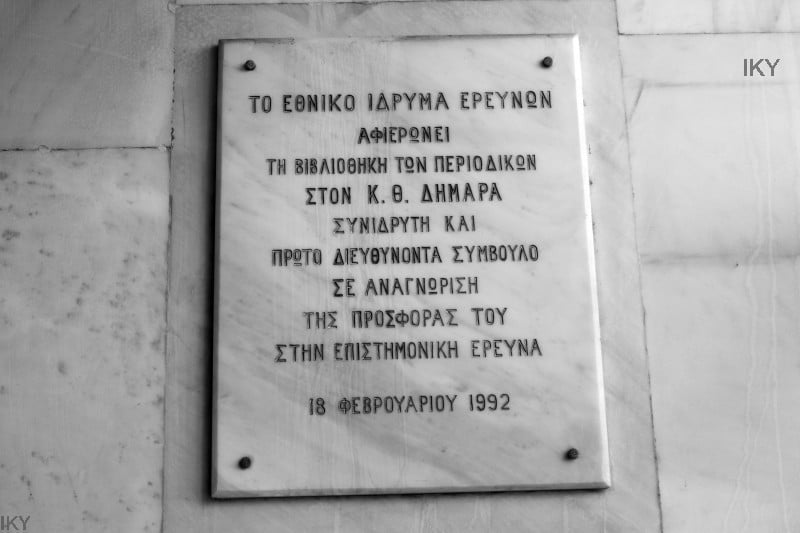 IKY
ΤΟ ΕΘΝΙΚΟ ΙΔΡΥΜΑ ΕΡΕΥΝΩΝ
ΑΦΙΕΡΩΝΕΙ
ΤΗ ΒΙΒΛΙΟΘΗΚΗ ΤΩΝ ΠΕΡΙΟΔΙΚΩΝ
ΣΤΟΝ Κ. Θ. ΔΗΜΑΡΑ
ΣΥΝΙΔΡΥΤΗ ΚΑΙ
ΠΡΩΤΟ ΔΙΕΥΘΥΝΟΝΤΑ ΣΥΜΒΟΥΛΟ
ΣΕ ΑΝΑΓΝΩΡΙΣΗ
ΤΗΣ ΠΡΟΣΦΟΡΑΣ ΤΟΥ
ΣΤΗΝ ΕΠΙΣΤΗΜΟΝΙΚΗ ΕΡΕΥΝΑ
18 ΦΕΒΡΟΥΑΡΙΟΥ 1992
IKY